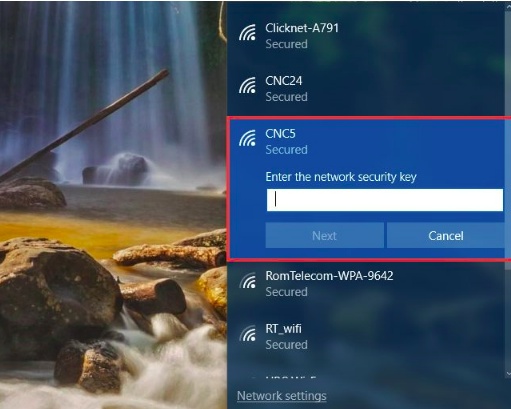 Clicknet-A791
Secured
CNC24
Secured
CNC5
Secured
Enter the network security key
Next
Cancel
RomTelecom-WPA-9642
Secured
RT_wifi
Secured
Network settings